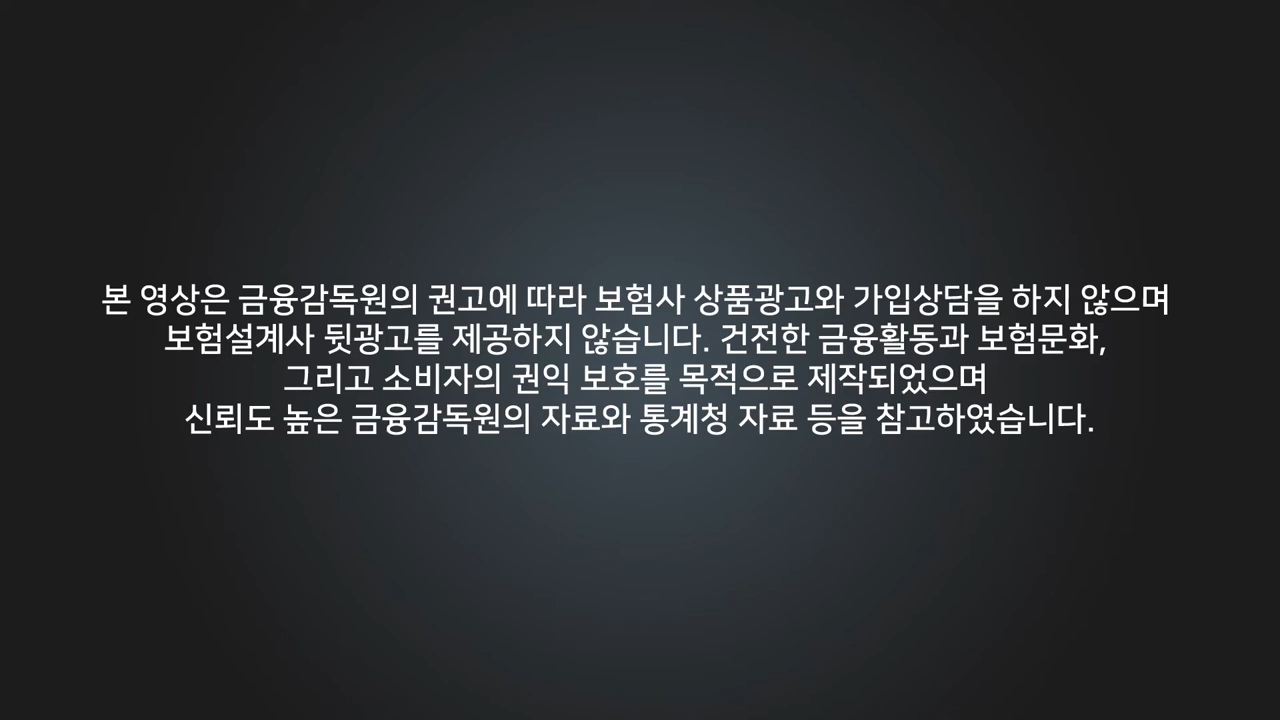 본 영상은 금융감독원의 권고에 따라 보험사 상품광고와 가입상담을 하지 않으며
보험설계사 뒷광고를 제공하지 않습니다. 건전한 금융활동과 보험문화,
그리고 소비자의 권익 보호를 목적으로 제작되었으며
신뢰도 높은 금융감독원의 자료와 통계청 자료 등을 참고하였습니다.